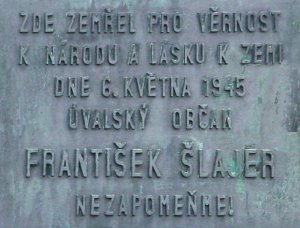 ZDE ZEMŘEL PRO VĚRNOST
K NÁRODU A LÁSKU K ZEMI
DNE 6. KVĚTNA 1945
ÚVALSKÝ OBČAN
FRANTIŠEK ŠLAJER
NEZAPOMEŇME!